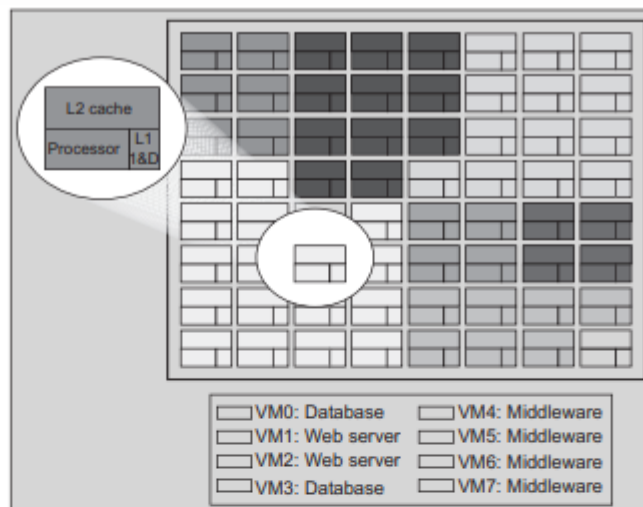 L2 cache
Processor
L1
1&D
VM0: Database
VM1: Web server
VM2: Web server
VM3: Database
VM4: Middleware
VM5: Middleware
VM6: Middleware
VM7: Middleware